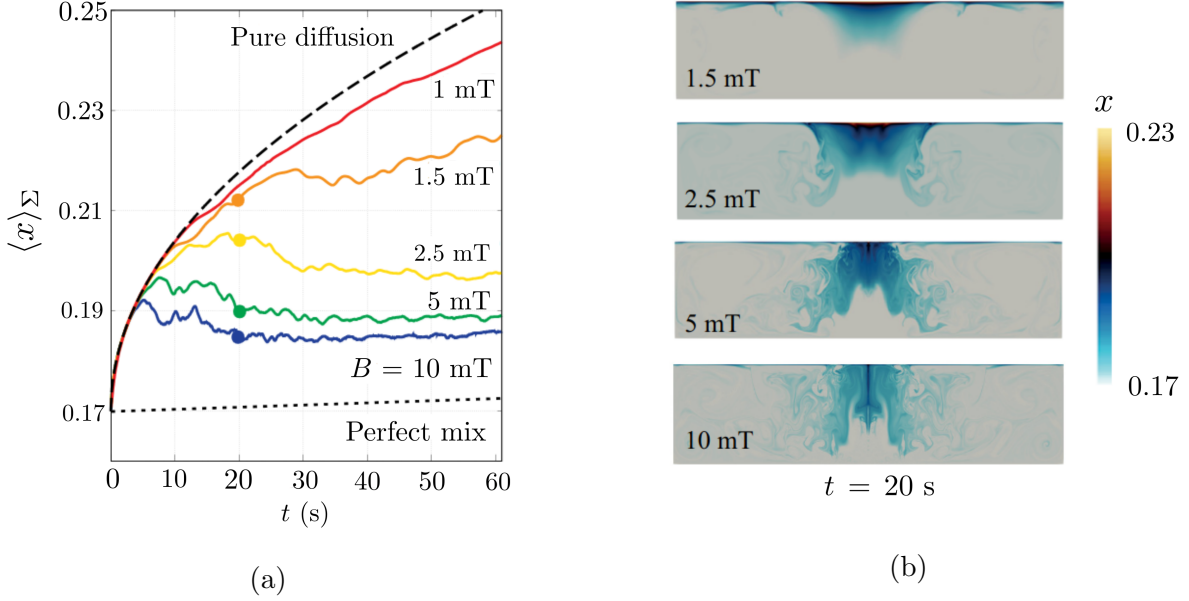 0.25
0.23
0.21
0.19
0.17
⟨x⟩Σ
Pure diffusion
1 mT
1.5 mT
2.5 mT
5 mT
B = 10 mT
Perfect mix
0 10 20 30 40 50 60
t (s)
(a)
1.5 mT
2.5 mT
5 mT
10 mT
t = 20 s
x
0.23
0.17
(b)